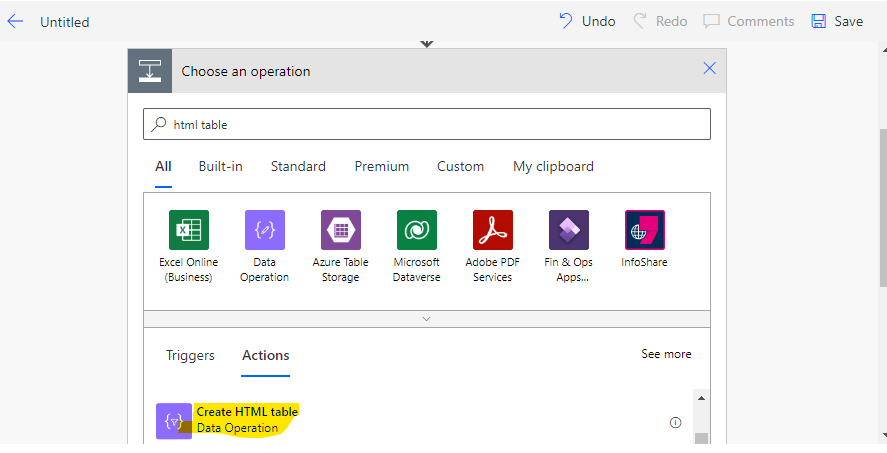 Untitled
Undo
Redo
Comments
Save
Choose an operation
html table
All
Built-in
Standard
Premium
Custom
My clipboard
Excel Online
(Business)
Data
Operation
Azure Table
Storage
Microsoft
Dataverse
Adobe PDF
Services
Fin & Ops
Apps...
InfoShare
Triggers
Actions
See more
Create HTML table
Data Operation